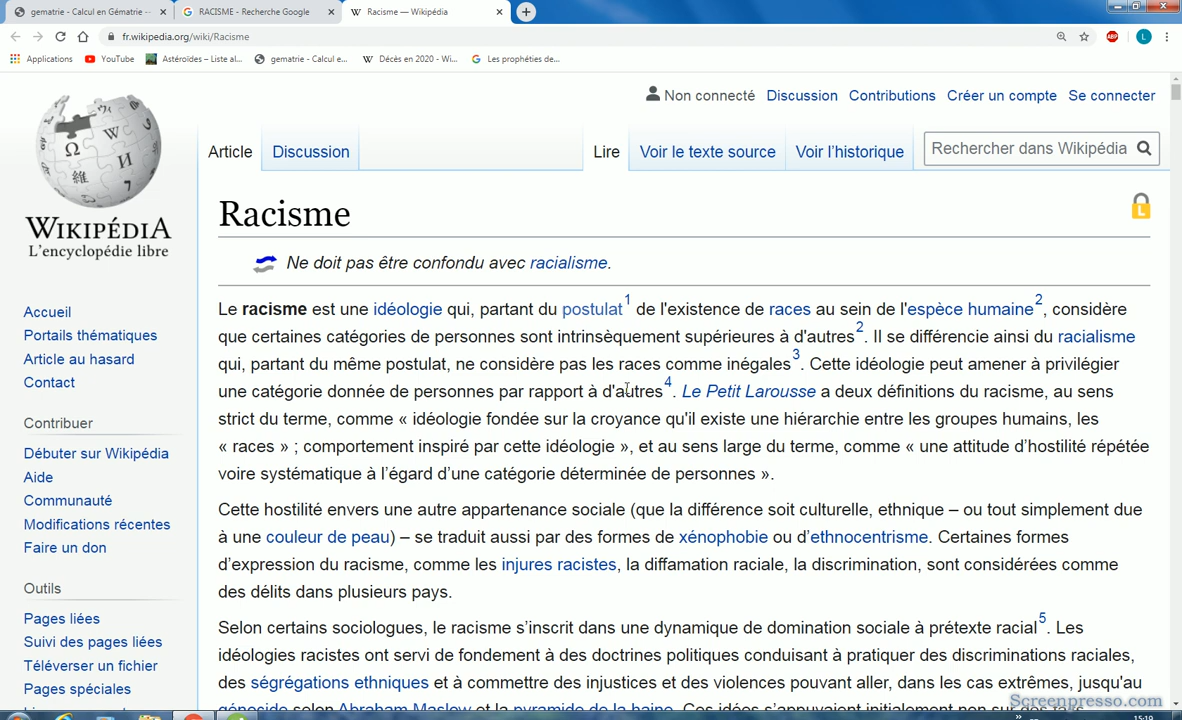 gematrie - Calcul en Gématrie --
RACISME - Recherche Google
Racisme — Wikipédia
fr.wikipedia.org/wiki/Racisme
ABP
L
Applications
YouTube
Astéroïdes – Liste al...
gematrie - Calcul e...
Décès en 2020 - Wi...
Les prophéties de...
Non connecté Discussion Contributions Créer un compte Se connecter
Article Discussion Lire Voir le texte source Voir l'historique Rechercher dans Wikipédia
WIKIPÉDIA
L'encyclopédie libre
Accueil
Portails thématiques
Article au hasard
Contact
Contribuer
Débuter sur Wikipédia
Aide
Communauté
Modifications récentes
Faire un don
Outils
Pages liées
Suivi des pages liées
Téléverser un fichier
Pages spéciales
Racisme
L
Ne doit pas être confondu avec racialisme.
Le racisme est une idéologie qui, partant du postulat1 de l'existence de races au sein de l'espèce humaine2, considère
que certaines catégories de personnes sont intrinsèquement supérieures à d'autres2. Il se différencie ainsi du racialisme
qui, partant du même postulat, ne considère pas les races comme inégales3. Cette idéologie peut amener à privilégier
une catégorie donnée de personnes par rapport à d'autres4. Le Petit Larousse a deux définitions du racisme, au sens
strict du terme, comme « idéologie fondée sur la croyance qu'il existe une hiérarchie entre les groupes humains, les
« races » ; comportement inspiré par cette idéologie », et au sens large du terme, comme « une attitude d'hostilité répétée
voire systématique à l'égard d'une catégorie déterminée de personnes ».
Cette hostilité envers une autre appartenance sociale (que la différence soit culturelle, ethnique – ou tout simplement due
à une couleur de peau) – se traduit aussi par des formes de xénophobie ou d'ethnocentrisme. Certaines formes
d'expression du racisme, comme les injures racistes, la diffamation raciale, la discrimination, sont considérées comme
des délits dans plusieurs pays.
Selon certains sociologues, le racisme s'inscrit dans une dynamique de domination sociale à prétexte racial5. Les
idéologies racistes ont servi de fondement à des doctrines politiques conduisant à pratiquer des discriminations raciales,
des ségrégations ethniques et à commettre des injustices et des violences pouvant aller, dans les cas extrêmes, jusqu'au
génocide selon Abraham Maslow et la pyramide de la haine. Ces idées s'appuyaient initialement non sur des
Screenpresso.com
15:19